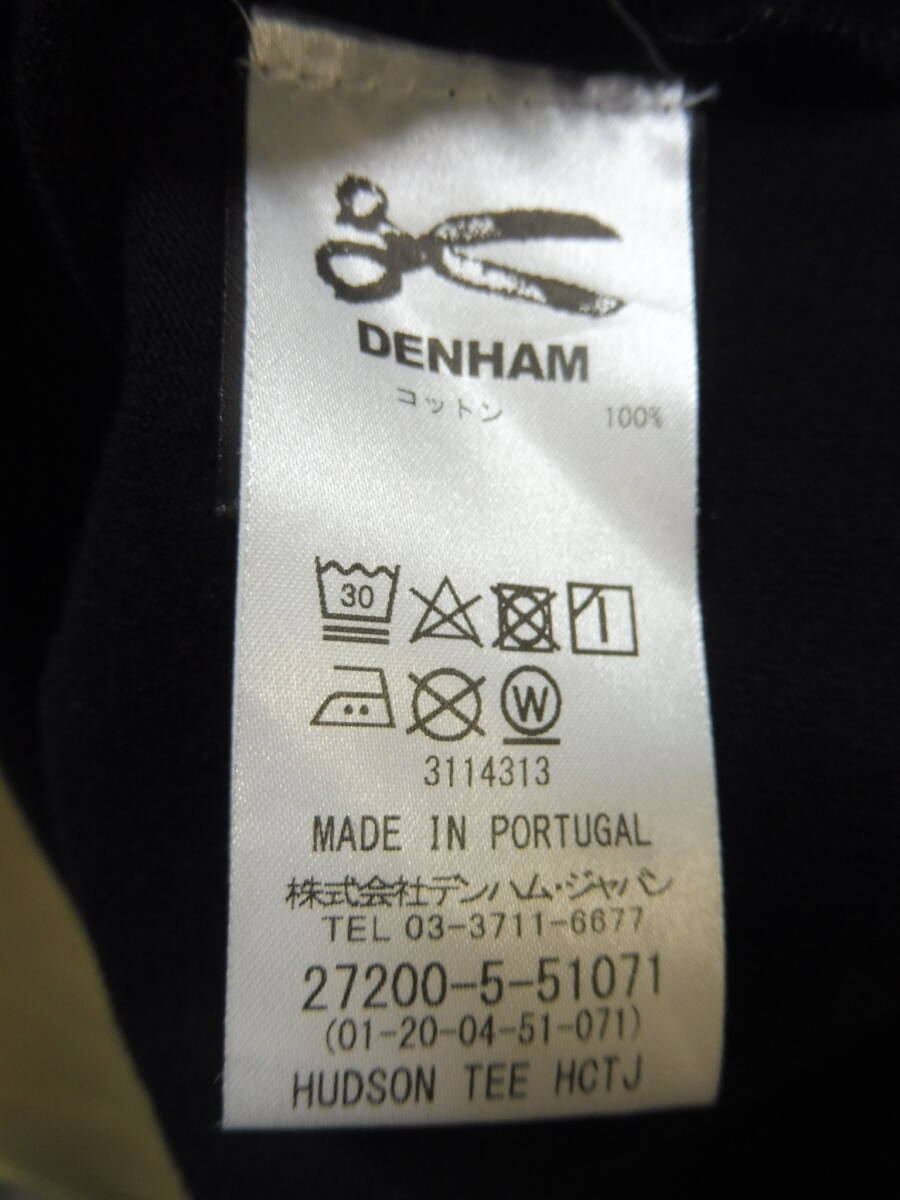 DENHAM
コットン 100%
30
W
3114313
MADE IN PORTUGAL
株式会社デンハム・ジャパン
TEL 03-3711-6677
27200-5-51071
(01-20-04-51-071)
HUDSON TEE HCTJ